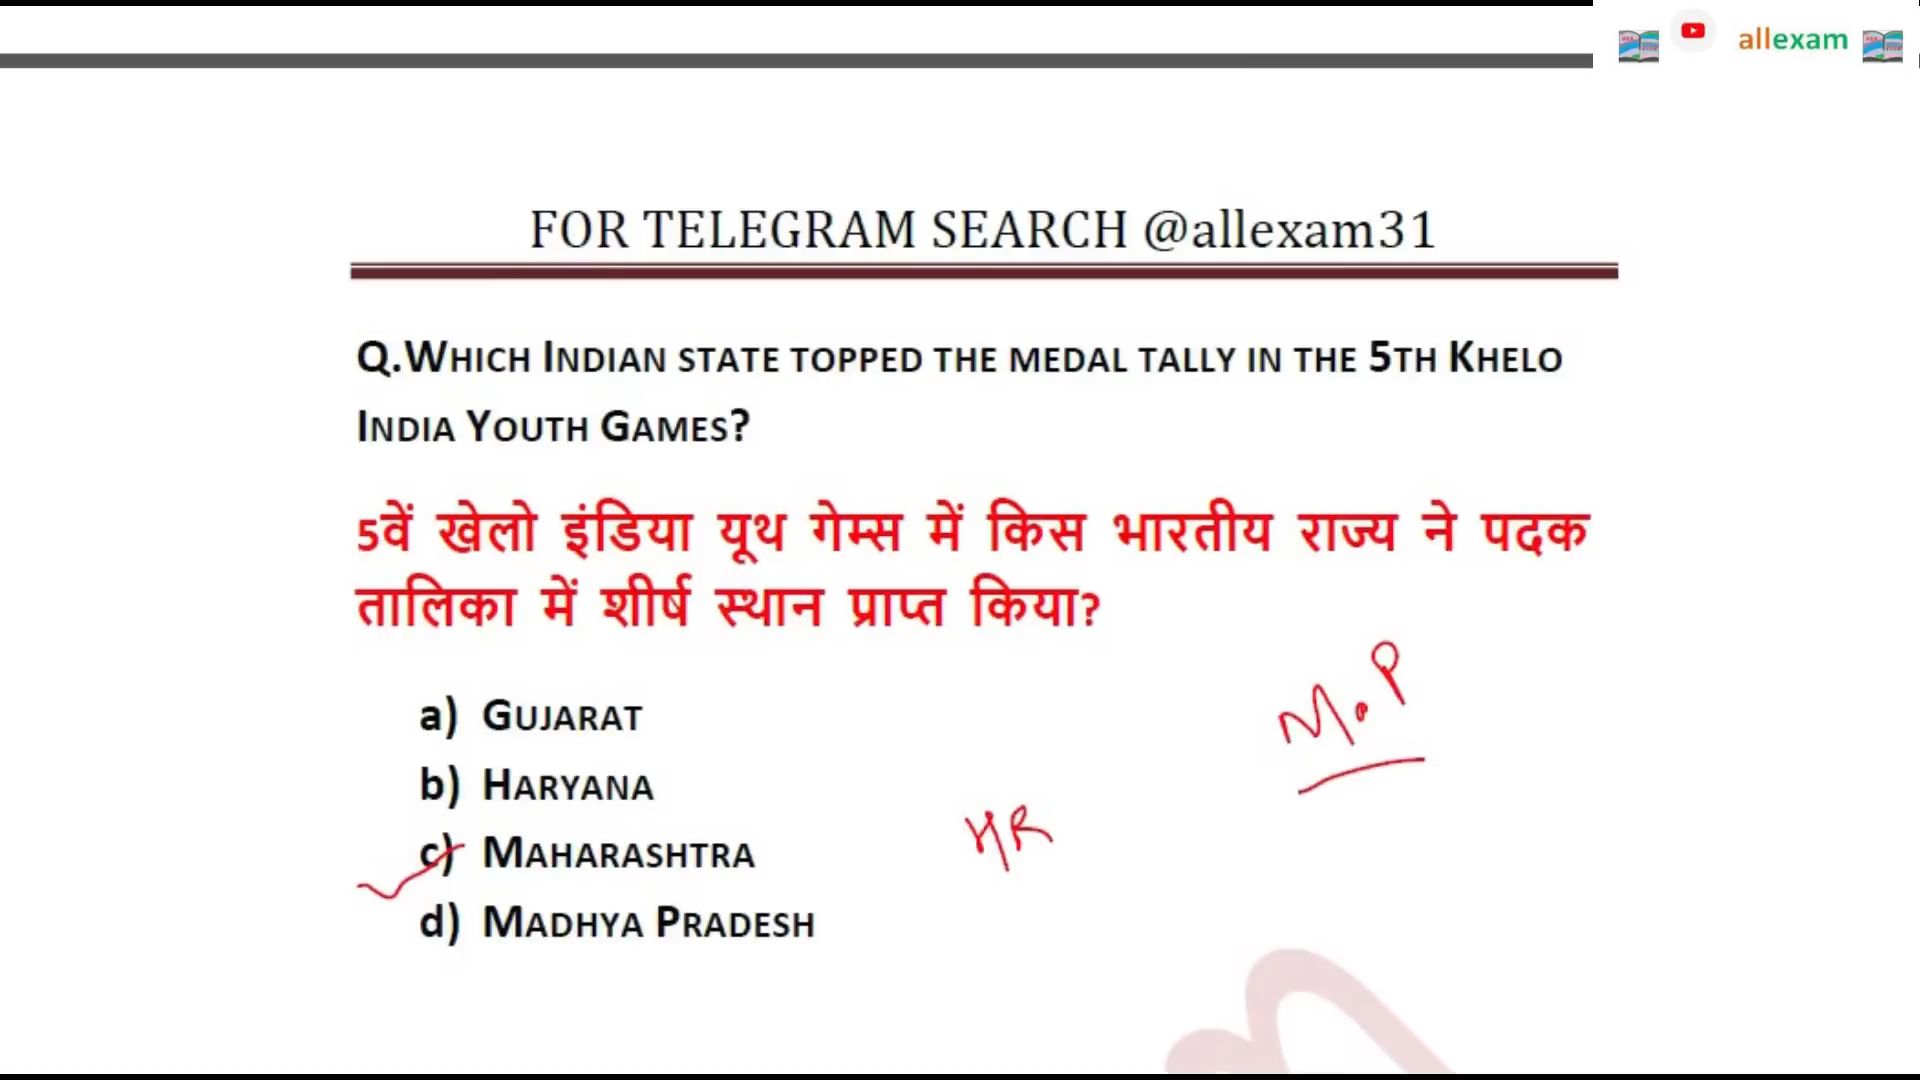 allexam
FOR TELEGRAM SEARCH @allexam31
Q.WHICH INDIAN STATE TOPPED THE MEDAL TALLY IN THE 5TH KHELO
INDIA YOUTH GAMES?
5वें खेलो इंडिया यूथ गेम्स में किस भारतीय राज्य ने पदक
तालिका में शीर्ष स्थान प्राप्त किया?
M.P
a) GUJARAT
b) HARYANA
HR
c) MAHARASHTRA
d) MADHYA PRADESH